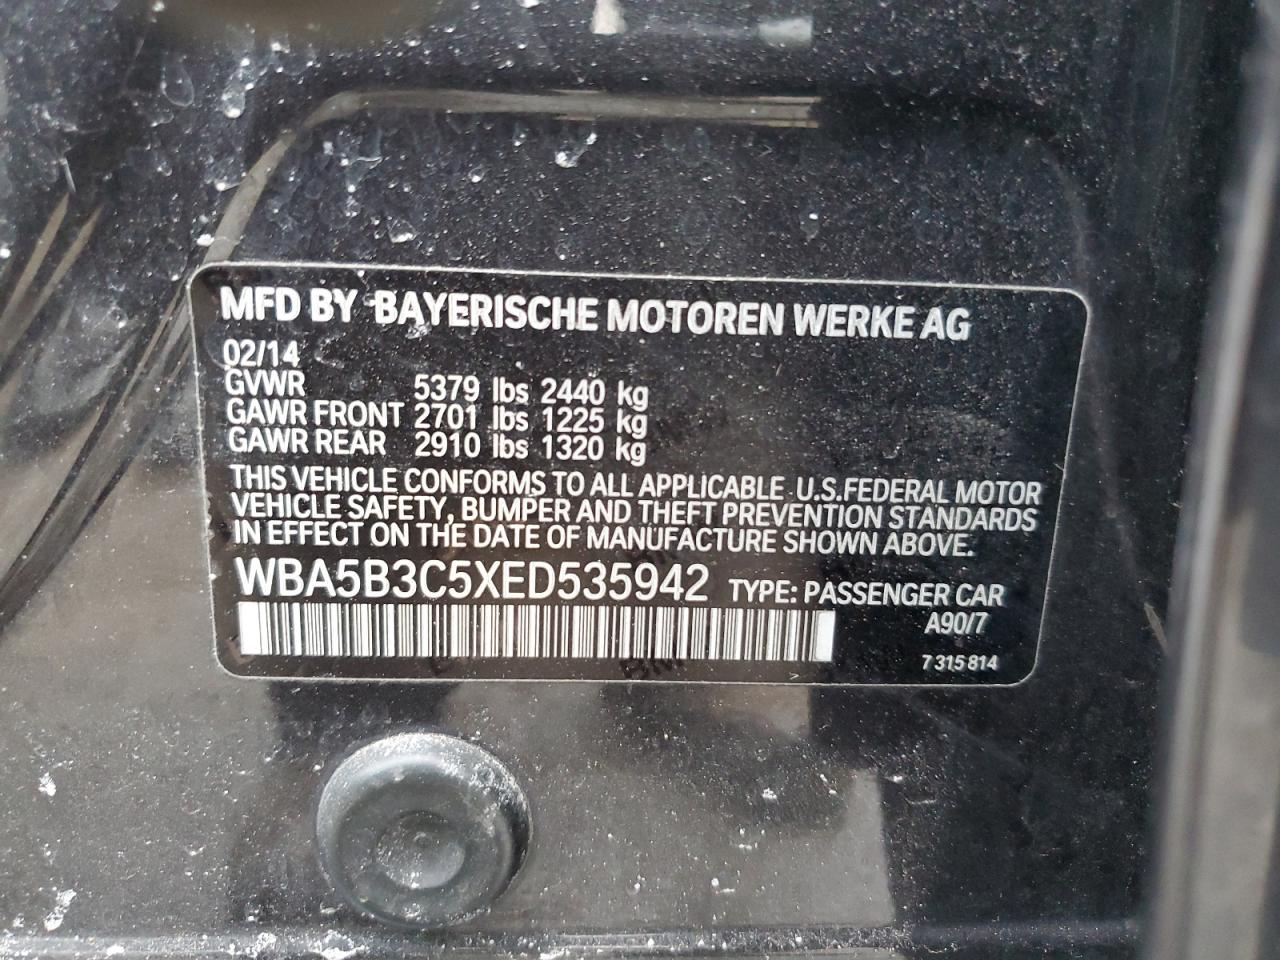 MFD BY BAYERISCHE MOTOREN WERKE AG
02/14
GVWR 5379 lbs 2440 kg
GAWR FRONT 2701 lbs 1225 kg
GAWR REAR 2910 lbs 1320 kg
THIS VEHICLE CONFORMS TO ALL APPLICABLE U.S.FEDERAL MOTOR
VEHICLE SAFETY, BUMPER AND THEFT PREVENTION STANDARDS
IN EFFECT ON THE DATE OF MANUFACTURE SHOWN ABOVE.
WBA5B3C5XED535942 TYPE: PASSENGER CAR
A90/7
7 315 814